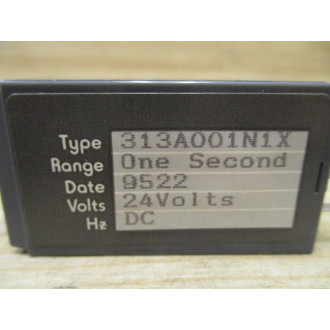 Type 313A001N1X
Range One Second
Date 9522
Volts 24Volts
Hz DC